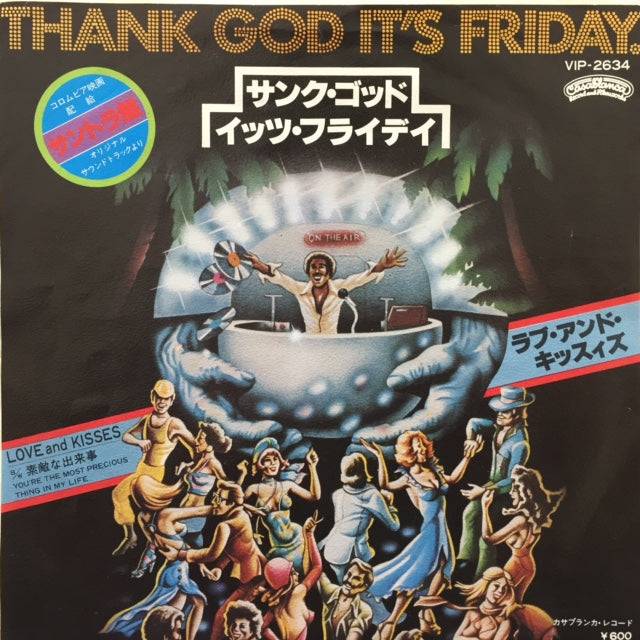 THANK GOD IT'S FRIDAY
VIP-2634
Casablanca
Record and Filmworks
コロムビア映画
配給
サントラ盤
オリジナル
サウンドトラックより
サンク・ゴッド
イッツ・フライデイ
ON THE AIR
ラブ・アンド・
キッスィズ
LOVE and KISSES
B/W 素敵な出来事
YOU'RE THE MOST PRECIOUS
THING IN MY LIFE
カサブランカ・レコード
¥600